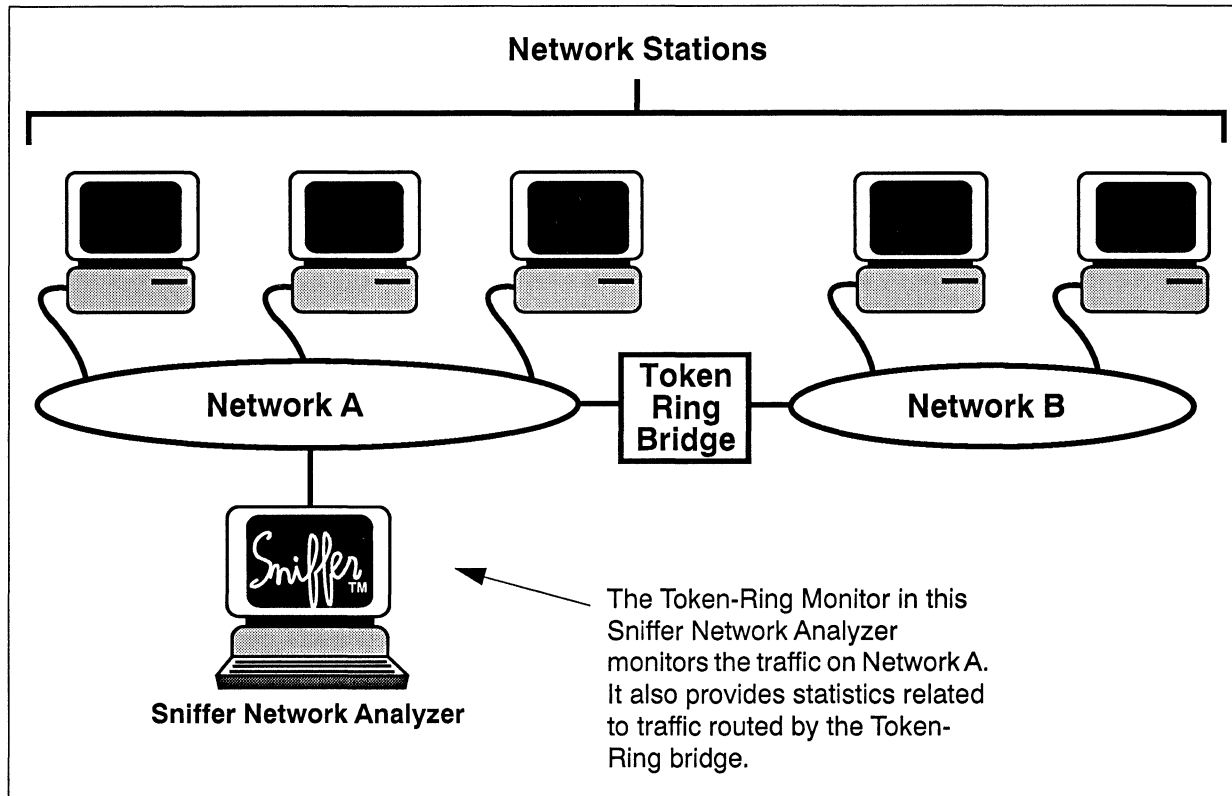 Network Stations
Network A
Token
Ring
Bridge
Network B
Sniffer TM
Sniffer Network Analyzer
The Token-Ring Monitor in this
Sniffer Network Analyzer
monitors the traffic on Network A.
It also provides statistics related
to traffic routed by the Token-
Ring bridge.